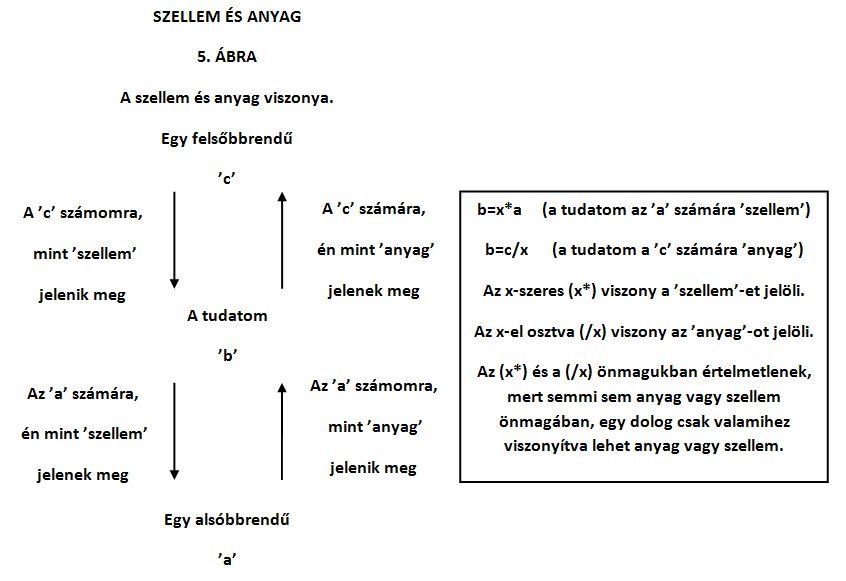 SZELLEM ÉS ANYAG
5. ÁBRA
A szellem és anyag viszonya.
Egy felsőbbrendű
’c’
A ’c’ számomra,
mint ’szellem’
jelenik meg
A ’c’ számára,
én mint ’anyag’
jelenek meg
A tudatom
’b’
Az ’a’ számára,
én mint ’szellem’
jelenek meg
Az ’a’ számomra,
mint ’anyag’
jelenik meg
Egy alsóbbrendű
’a’
b=x*a (a tudatom az ’a’ számára ’szellem’)
b=c/x (a tudatom a ’c’ számára ’anyag’)
Az x-szeres (x*) viszony a ’szellem’-et jelöli.
Az x-el osztva (/x) viszony az ’anyag’-ot jelöli.
Az (x*) és a (/x) önmagukban értelmetlenek,
mert semmi sem anyag vagy szellem
önmagában, egy dolog csak valamihez
viszonyítva lehet anyag vagy szellem.